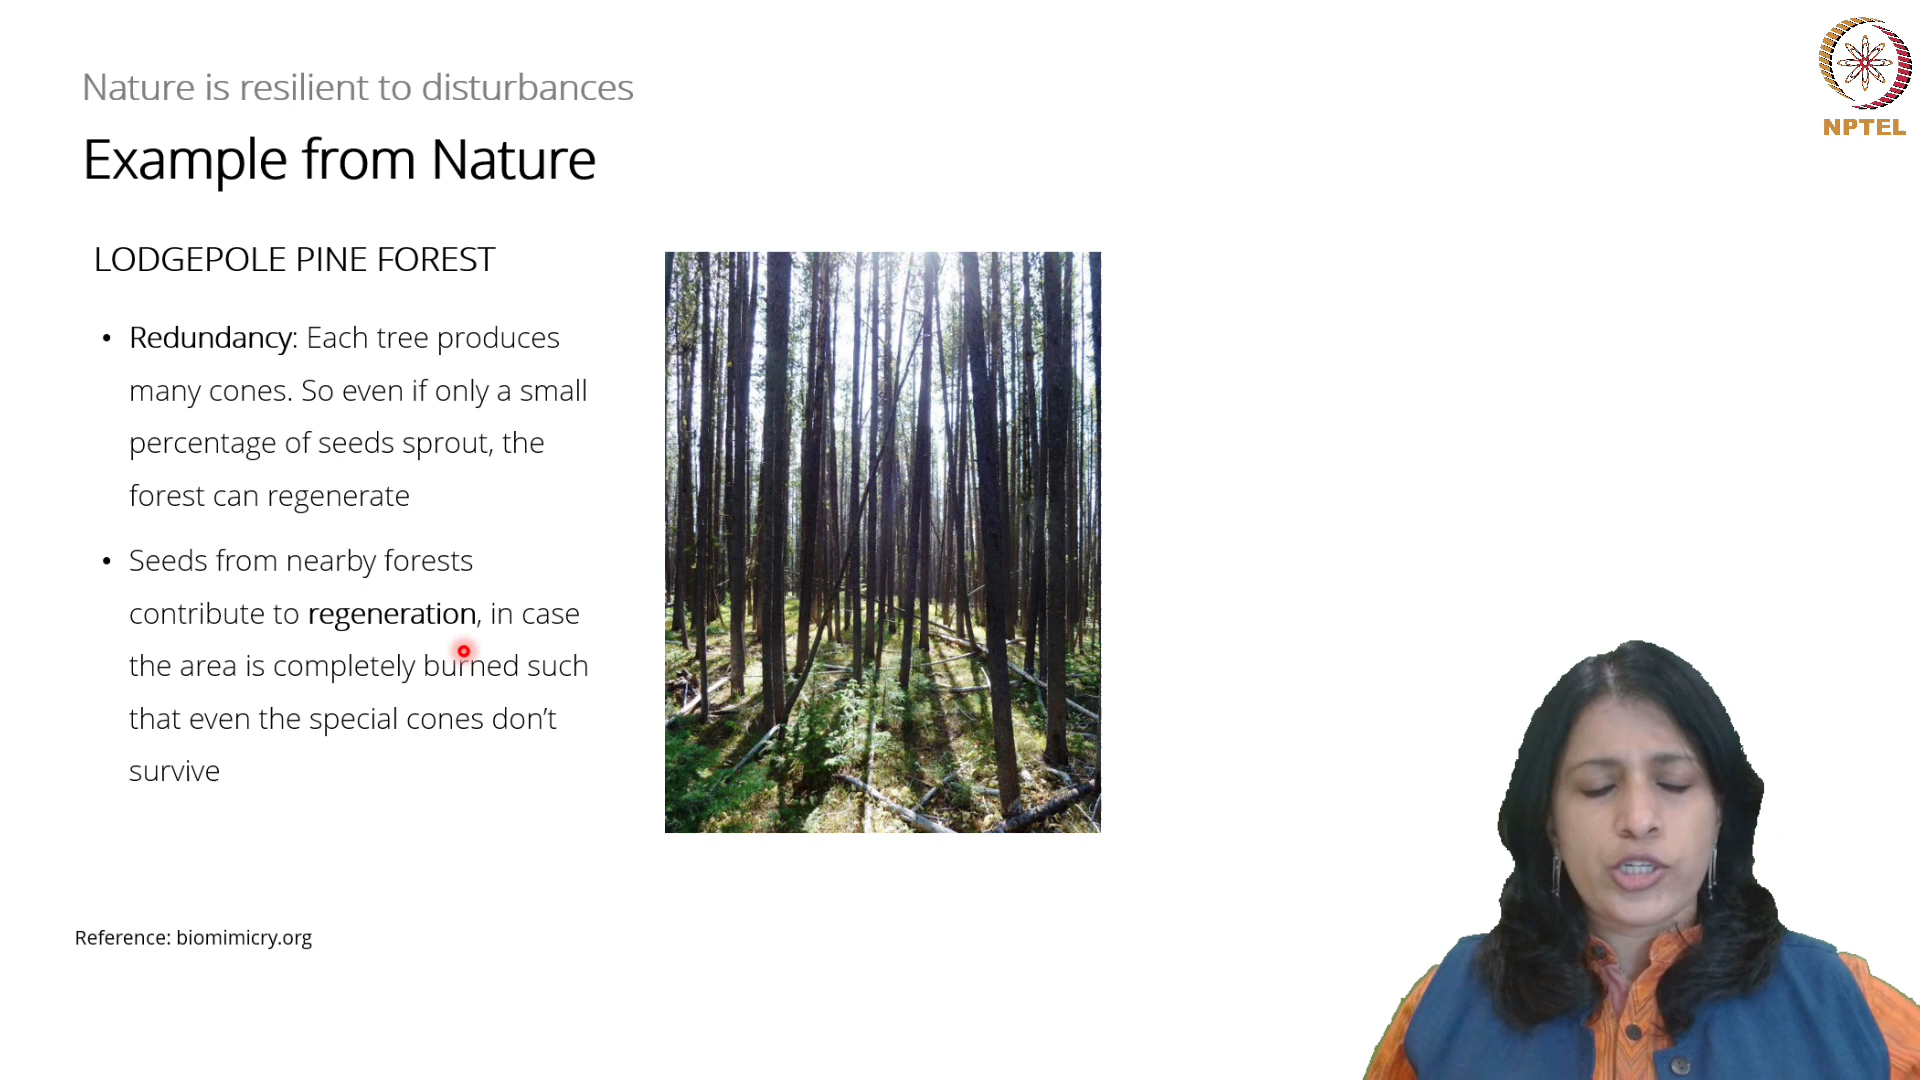 Nature is resilient to disturbances
Example from Nature
NPTEL
LODGEPOLE PINE FOREST
• Redundancy: Each tree produces
many cones. So even if only a small
percentage of seeds sprout, the
forest can regenerate
• Seeds from nearby forests
contribute to regeneration, in case
the area is completely burned such
that even the special cones don’t
survive
Reference: biomimicry.org